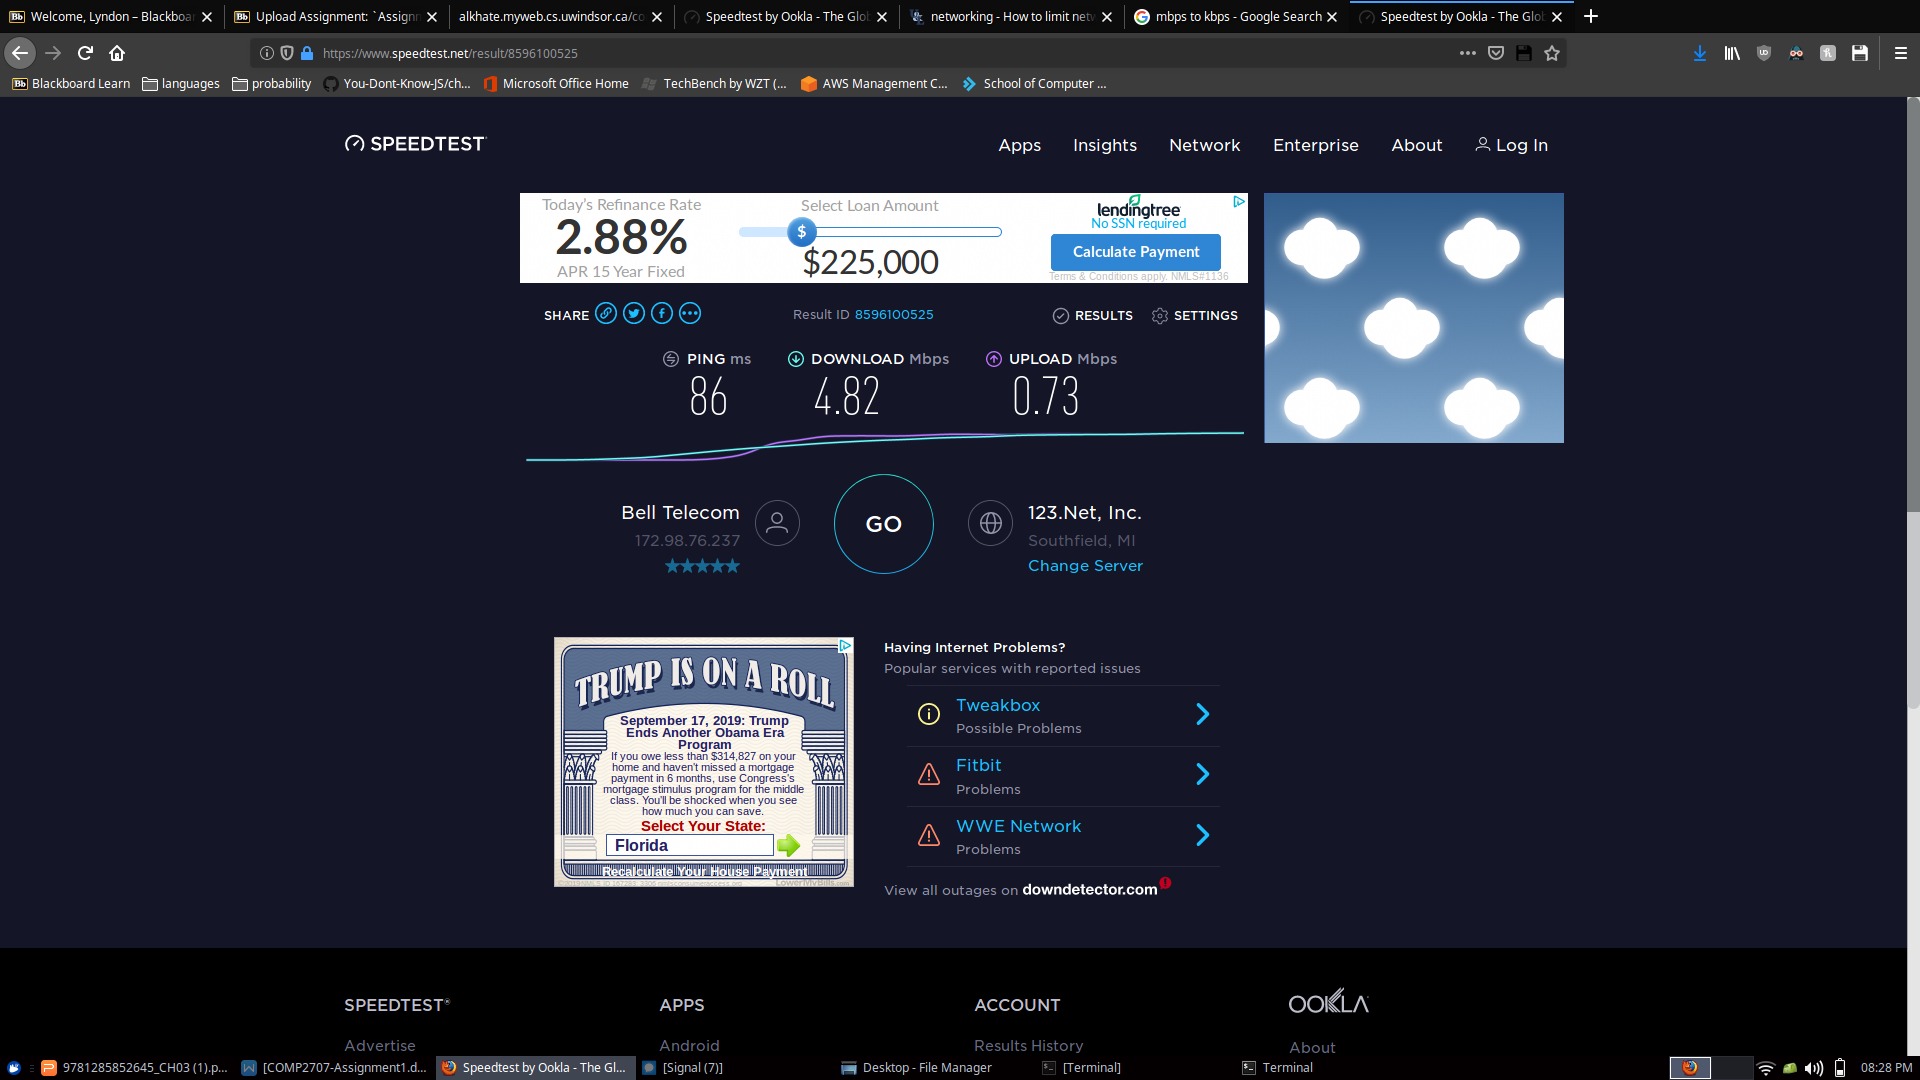 Welcome, Lyndon – Blackboa
Upload Assignment: `Assign
alkhate.myweb.cs.uwindsor.ca/co
Speedtest by Ookla - The Glo
networking - How to limit net
mbps to kbps - Google Search
Speedtest by Ookla - The Glo
https://www.speedtest.net/result/8596100525
Blackboard Learn
languages
probability
You-Dont-Know-JS/ch...
Microsoft Office Home
TechBench by WZT (...
AWS Management C...
School of Computer ...
SPEEDTEST
Apps
Insights
Network
Enterprise
About
Log In
Today's Refinance Rate
2.88%
APR 15 Year Fixed
Select Loan Amount
$
$225,000
lendingtree
No SSN required
Calculate Payment
Terms & Conditions apply. NMLS#1136
SHARE
Result ID 8596100525
RESULTS
SETTINGS
PING ms
86
DOWNLOAD Mbps
4.82
UPLOAD Mbps
0.73
Bell Telecom
172.98.76.237
GO
123.Net, Inc.
Southfield, MI
Change Server
TRUMP IS ON A ROLL
September 17, 2019: Trump
Ends Another Obama Era
Program
If you owe less than $314,827 on your
home and haven't missed a mortgage
payment in 6 months, use Congress's
mortgage stimulus program for the middle
class. You'll be shocked when you see
how much you can save.
Select Your State:
Florida
Recalculate Your House Payment
LowerMyBills.com
Having Internet Problems?
Popular services with reported issues
Tweakbox
Possible Problems
Fitbit
Problems
WWE Network
Problems
View all outages on downdetector.com
SPEEDTEST®
Advertise
APPS
Android
ACCOUNT
Results History
OOKLA
About
9781285852645_CH03 (1).p...
[COMP2707-Assignment1.d...
Speedtest by Ookla - The Gl...
[Signal (7)]
Desktop - File Manager
[Terminal]
Terminal
08:28 PM